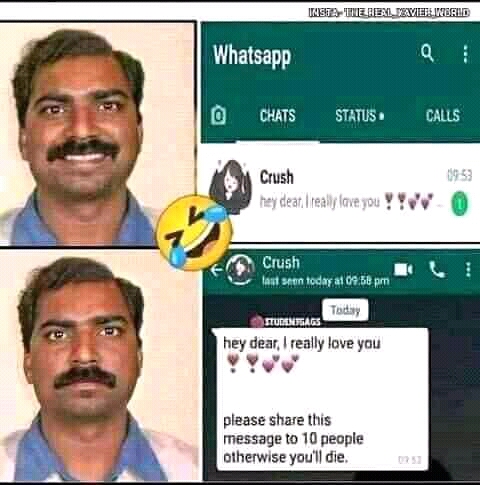 INSTA- THE_REAL_XAVIER_WORLD
Whatsapp
CHATS STATUS CALLS
Crush 09:53
hey dear, I really love you ❣❣💕💕 ..
1
Crush
last seen today at 09:58 pm
Today
STUDENTGAGS
hey dear, I really love you
❣ ❣ 💕 💕
please share this
message to 10 people
otherwise you'll die. 09:53